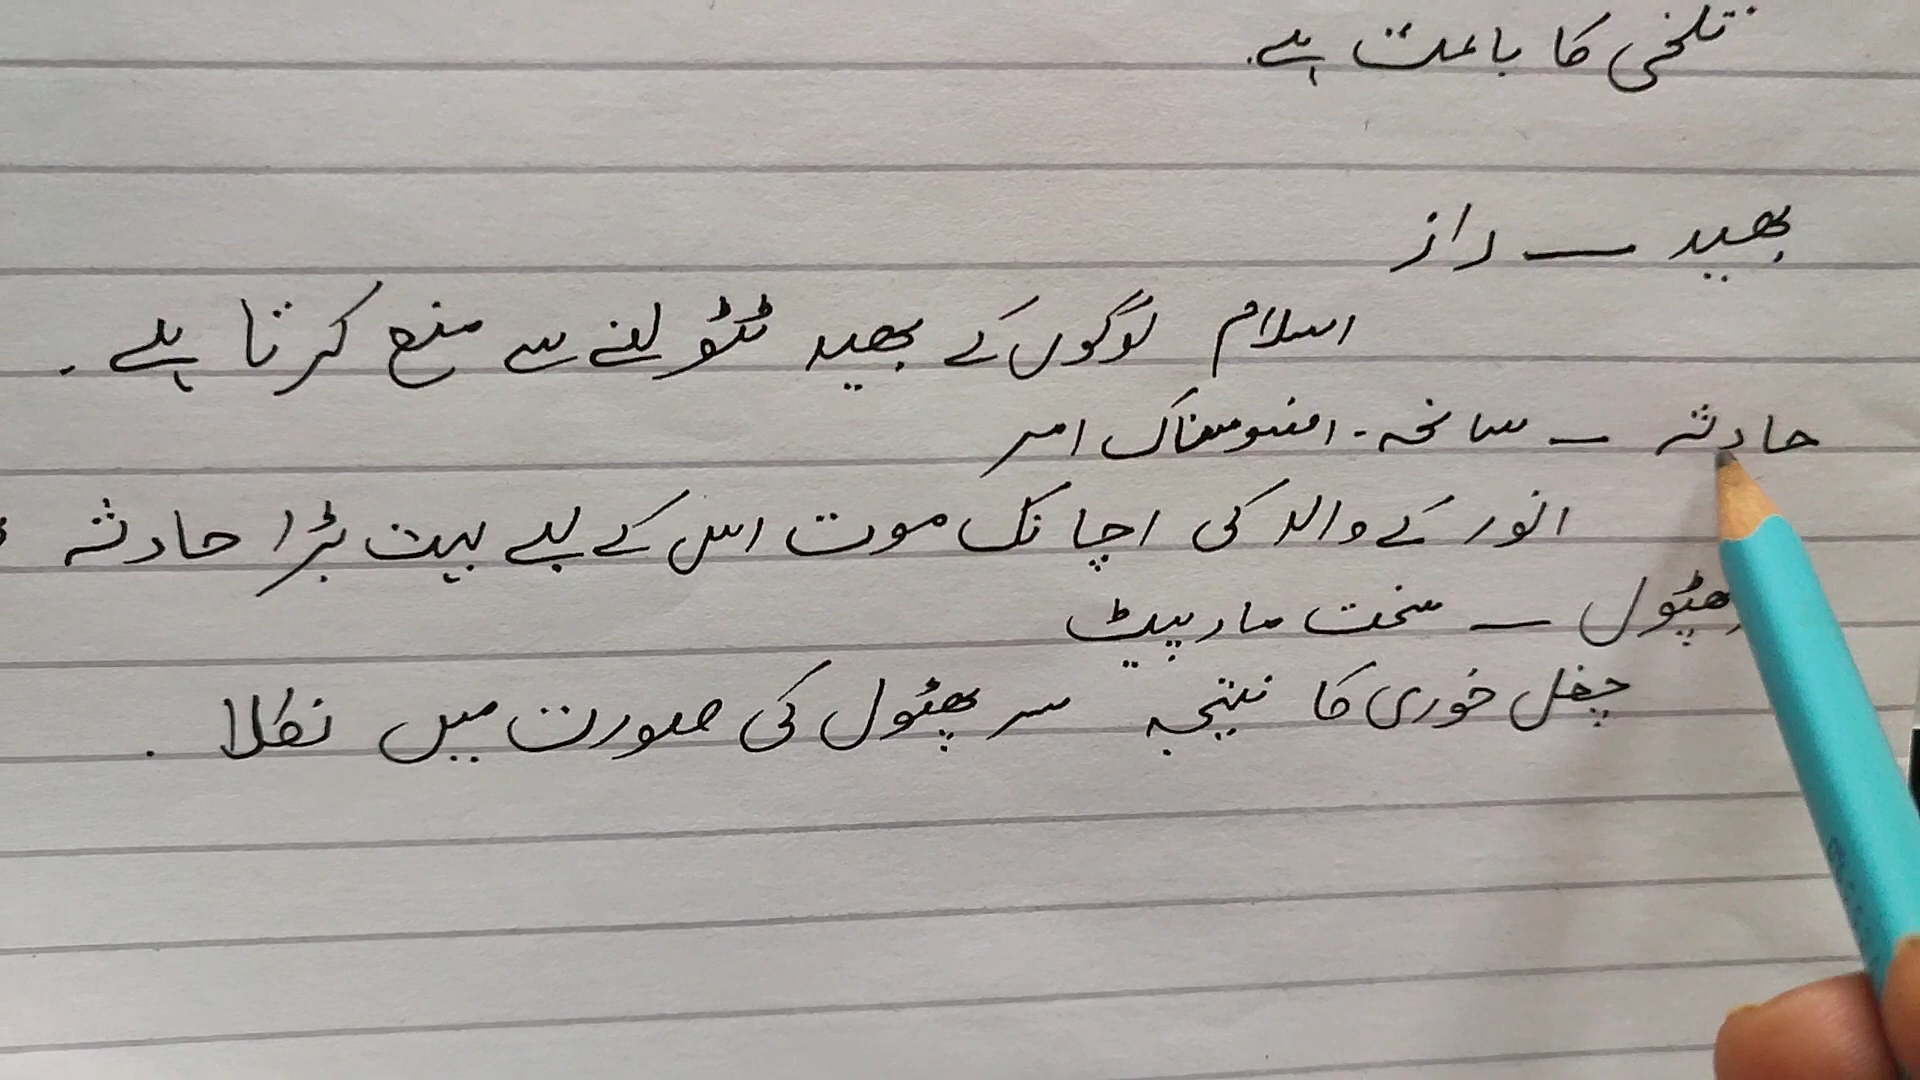 تلخی کا باعث ہے۔
بھید — راز
اسلام لوگوں کے بھید ٹٹولنے سے منع کرتا ہے۔
حادثہ — سانحہ۔ افسوسناک امر
انور کے والد کی اچانک موت اس کے لیے بہت بڑا حادثہ
پھٹول — سخت مار پیٹ
چغل خوری کا نتیجہ سر پھٹول کی صورت میں نکلا۔